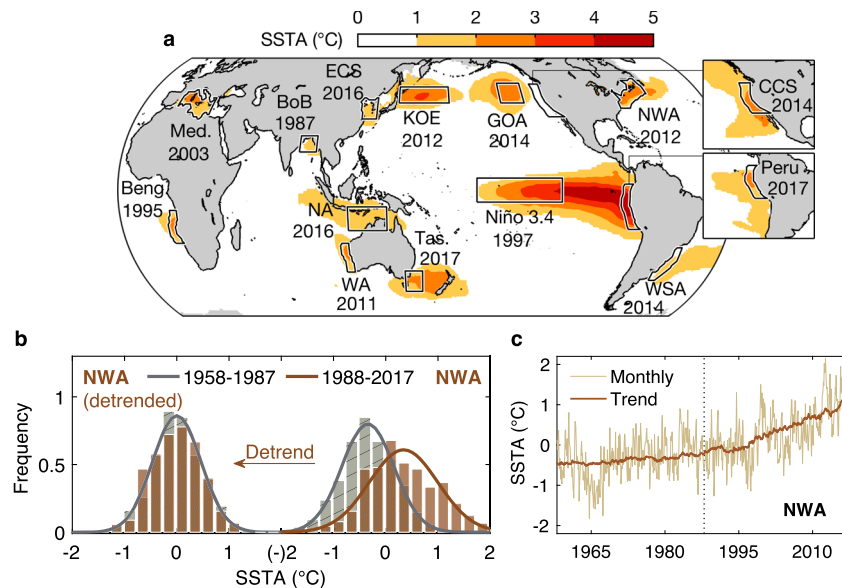 0 1 2 3 4 5
SSTA (°C)
a
ECS
2016
BoB
1987
Med.
2003
KOE
2012
GOA
2014
NWA
2012
CCS
2014
Peru
2017
Beng.
1995
NA
2016
Niño 3.4
1997
Tas.
2017
WA
2011
WSA
2014
b
NWA
(detrended)
1958-1987
1988-2017
NWA
Detrend
Frequency
1
0.5
0
-2 -1 0 1 (-)2 -1 0 1 2
SSTA (°C)
c
Monthly
Trend
SSTA (°C)
2
1
0
-1
-2
NWA
1965 1980 1995 2010